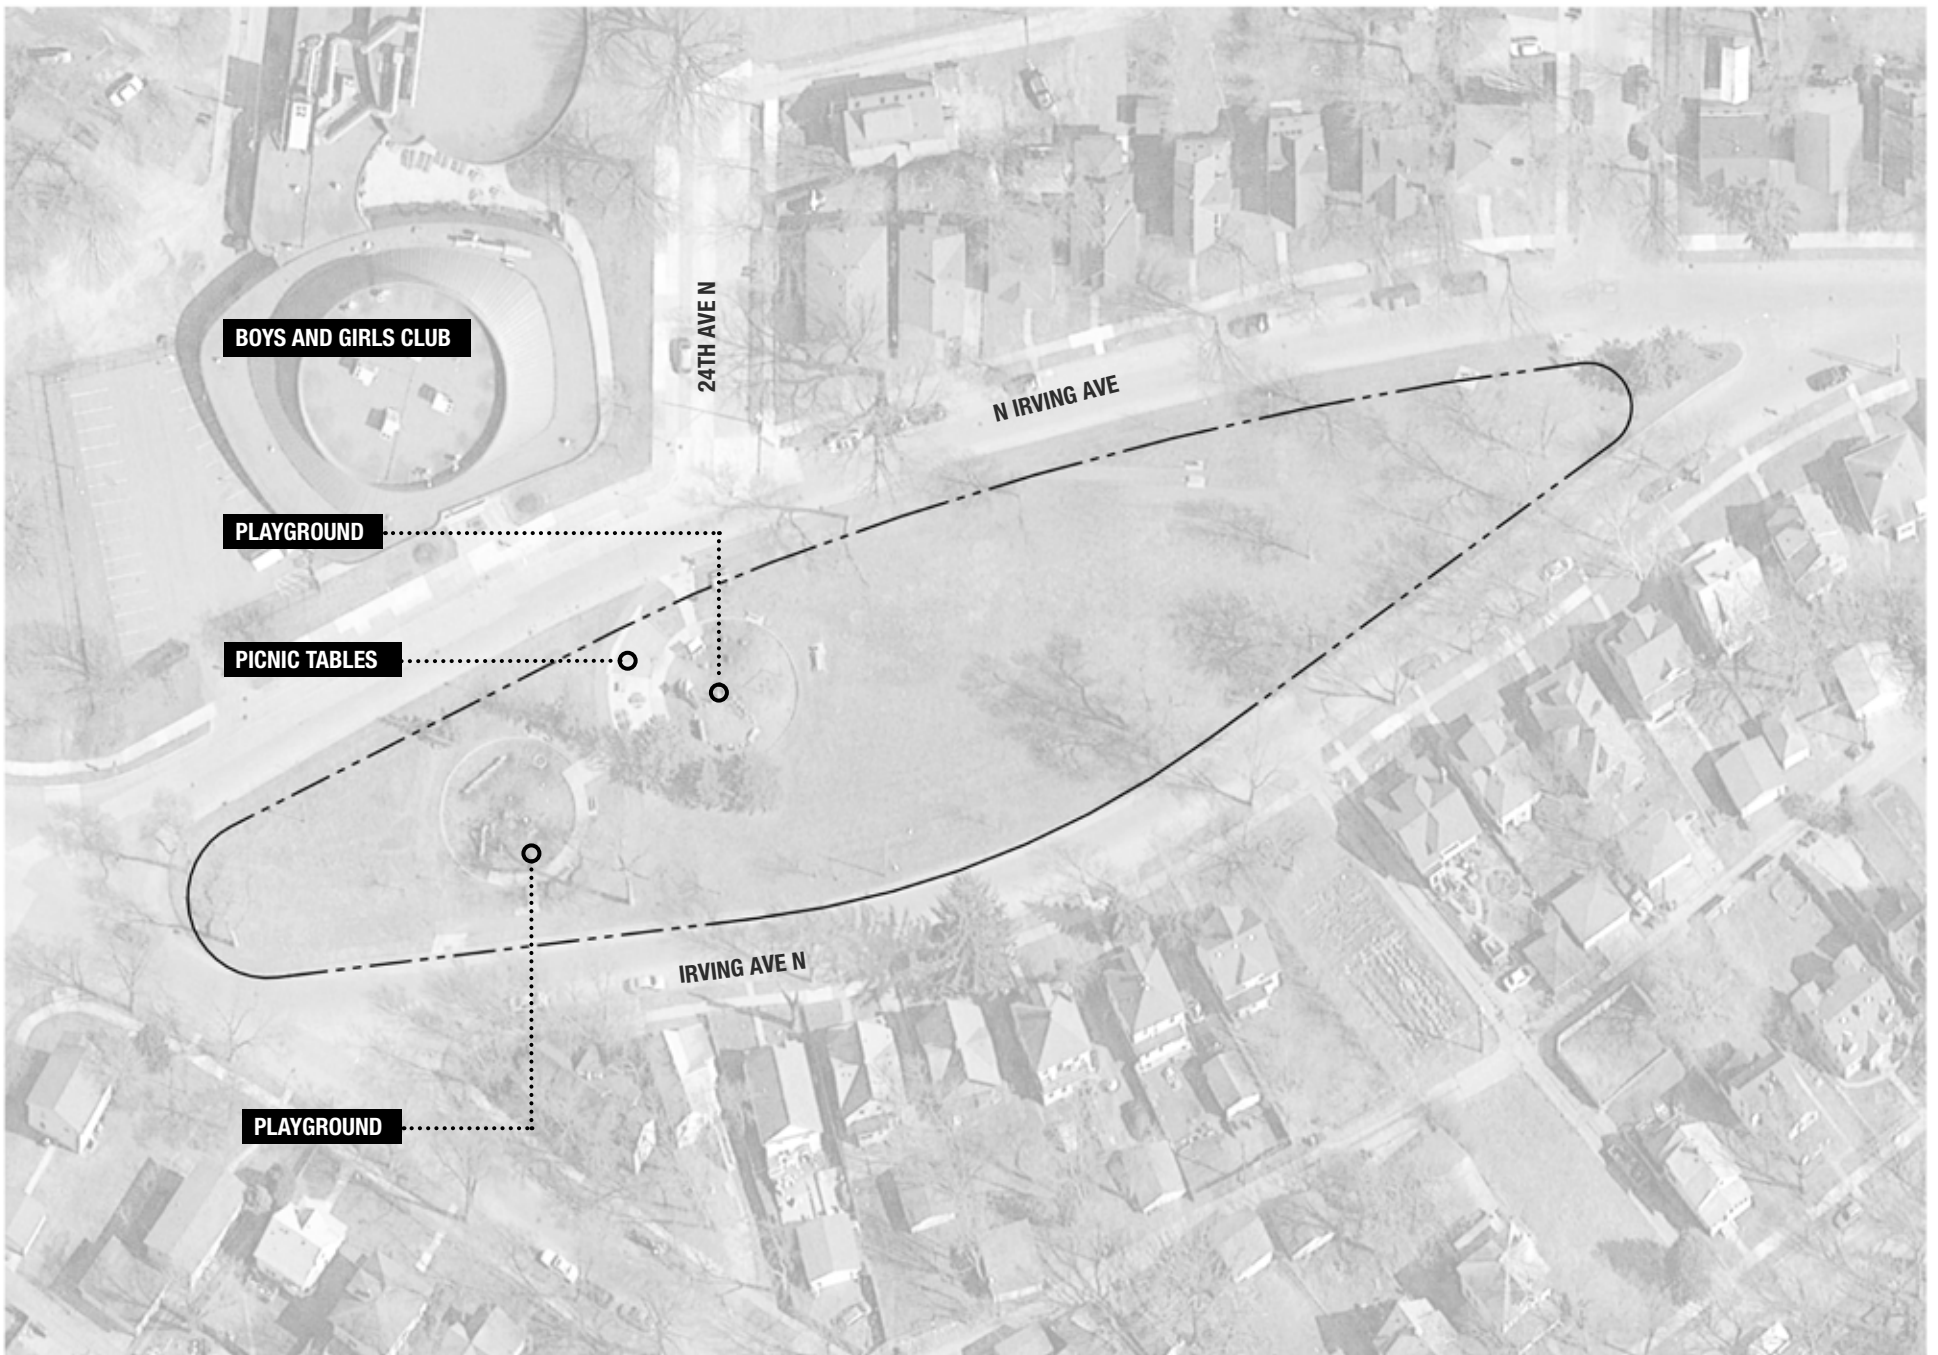 24TH AVE N
BOYS AND GIRLS CLUB
N IRVING AVE
PLAYGROUND
PICNIC TABLES
IRVING AVE N
PLAYGROUND